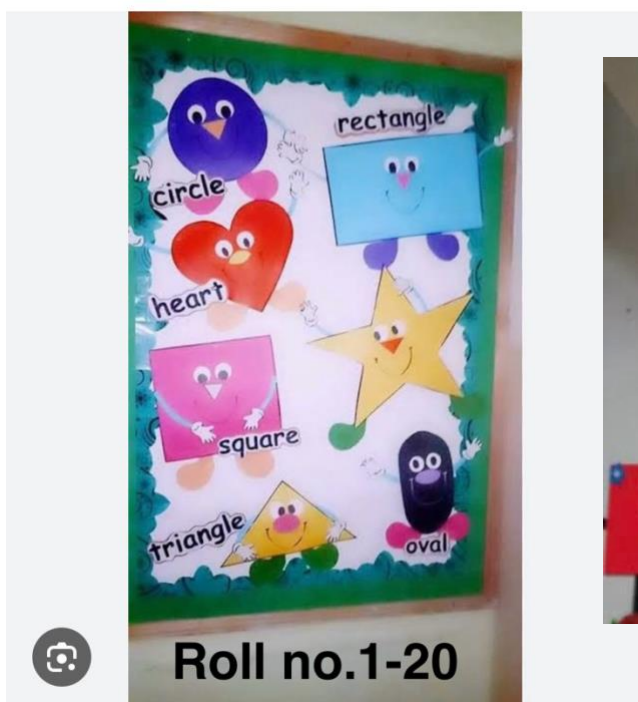 rectangle
circle
heart
square
triangle
oval
Roll no.1-20